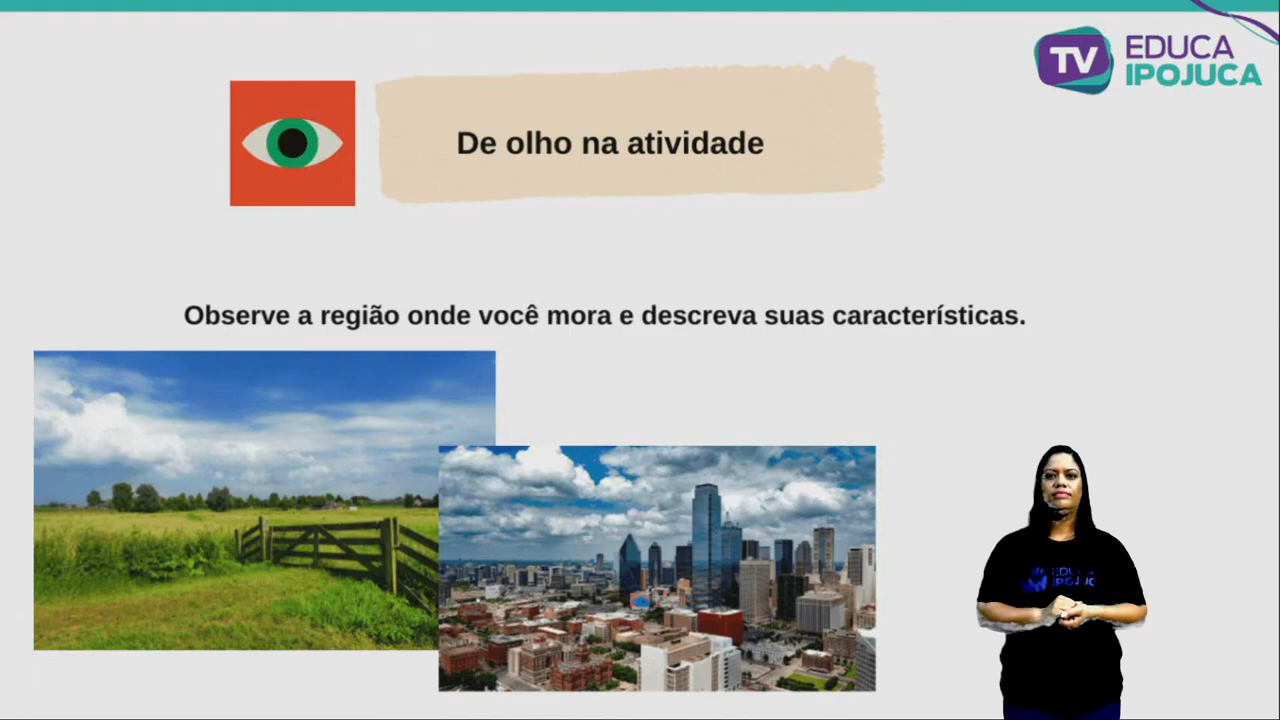 TV EDUCA
IPOJUCA
De olho na atividade
Observe a região onde você mora e descreva suas características.